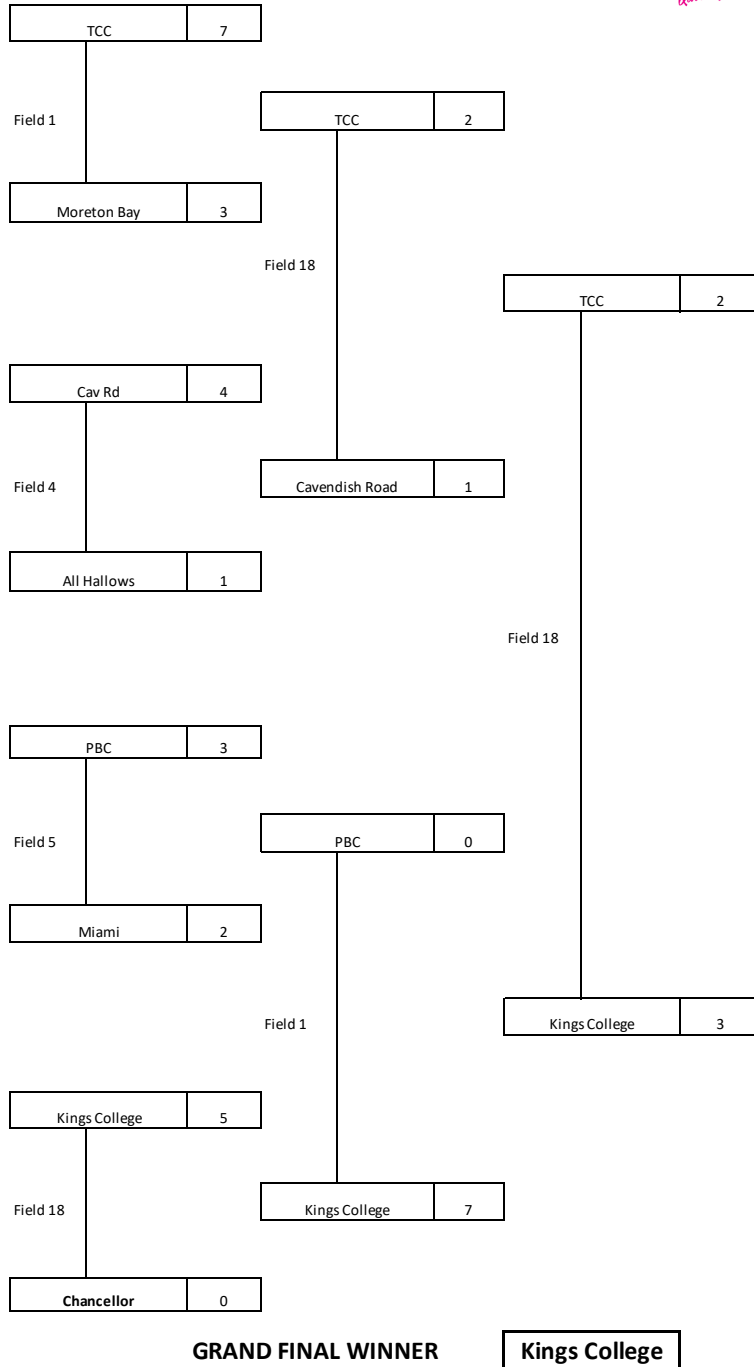 TCC 7
Field 1
TCC 2
Moreton Bay 3
Field 18
TCC 2
Cav Rd 4
Field 4
Cavendish Road 1
All Hallows 1
Field 18
PBC 3
Field 5
PBC 0
Miami 2
Field 1
Kings College 3
Kings College 5
Field 18
Kings College 7
Chancellor 0
GRAND FINAL WINNER Kings College